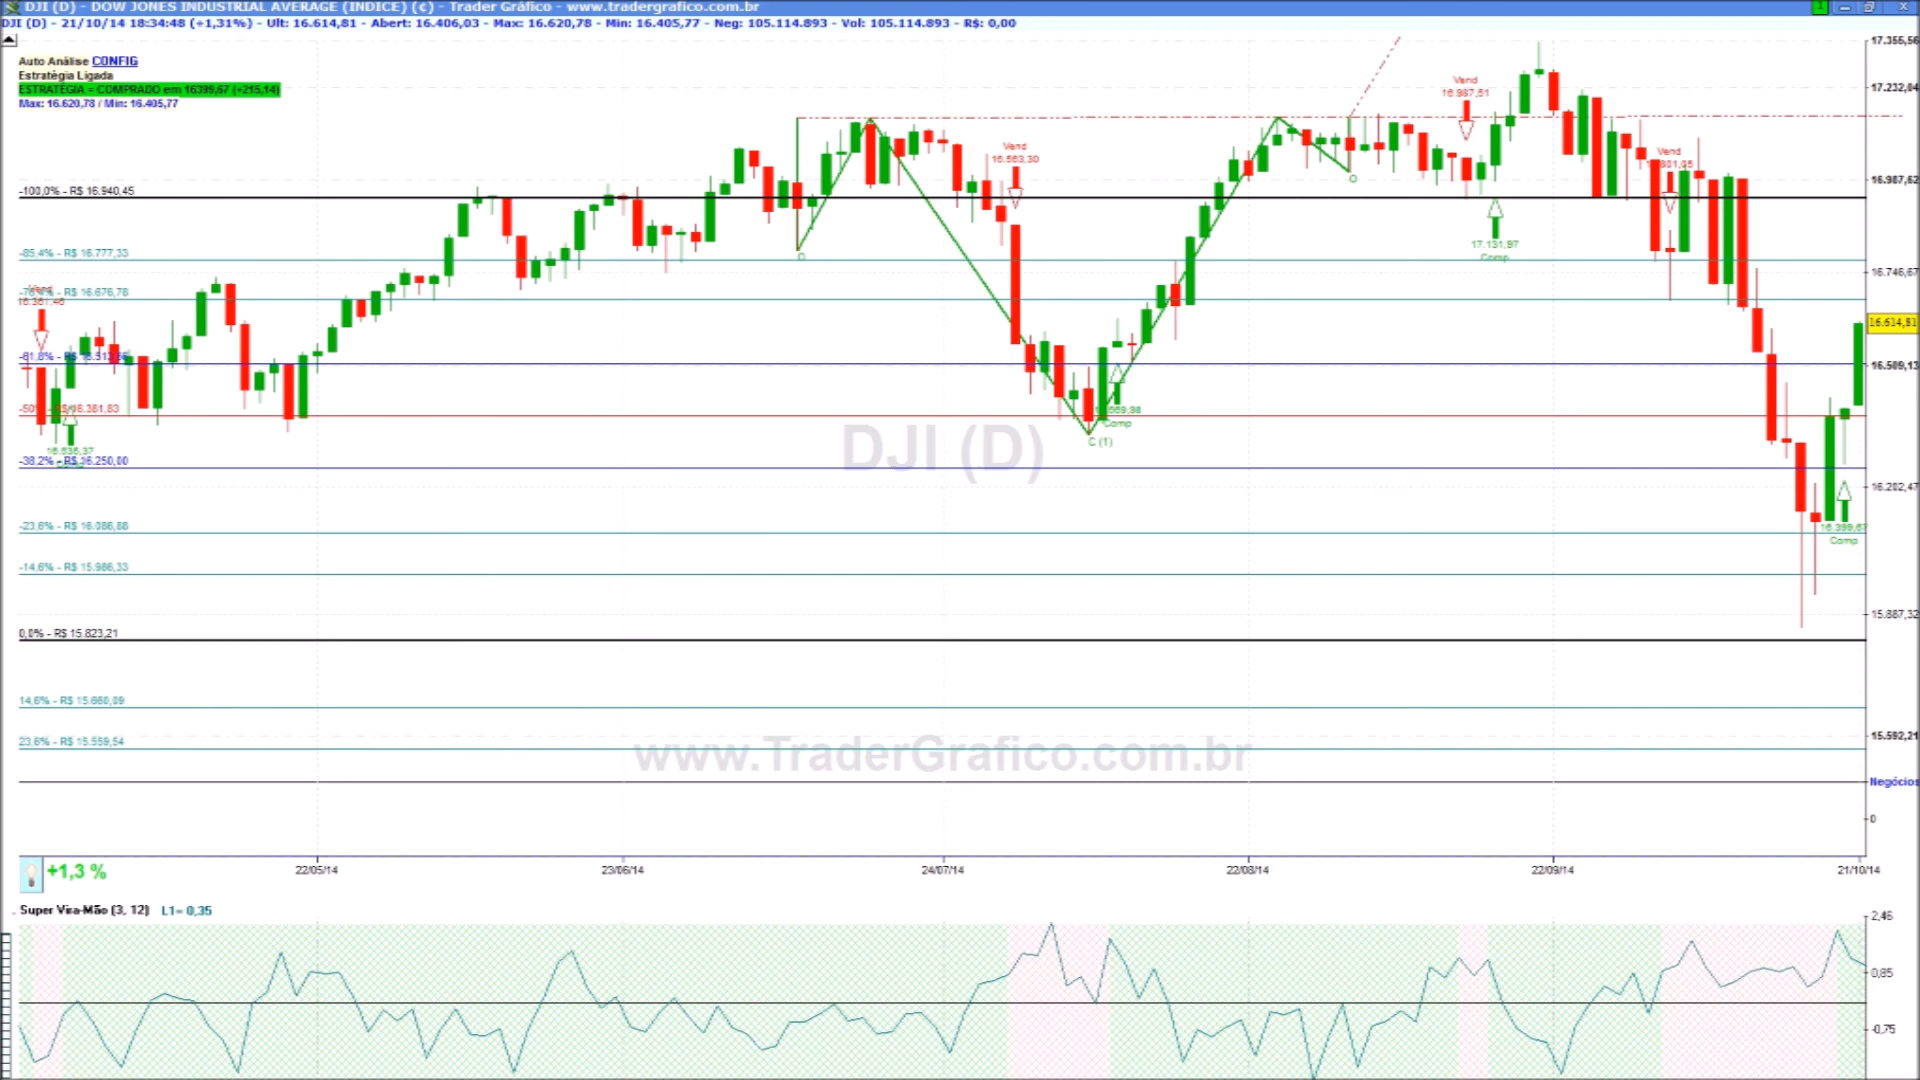 DJI (D) - DOW JONES INDUSTRIAL AVERAGE (INDICE) (¢) - Trader Gráfico - www.tradergrafico.com.br
DJI (D) - 21/10/14 18:34:48 (+1,31%) - Ult: 16.614,81 - Abert: 16.406,03 - Max: 16.620,78 - Min: 16.405,77 - Neg: 105.114.893 - Vol: 105.114.893 - R$: 0,00
Auto Análise CONFIG
Estratégia Ligada
ESTRATÉGIA = COMPRADO em 16399,67 (+215,14)
Max: 16.620,78 / Min: 16.405,77
17.355,56
17.232,84
16.987,62
16.746,67
16.614,81
16.509,13
16.202,47
15.887,32
15.592,21
Negócios
0
-100,0% - R$ 16.940,45
-85,4% - R$ 16.777,33
R$ 16.676,78
-61,8% - R$ 16.513,66
-50% R$ 16.381,83
-38,2% - R$ 16.250,00
-23,6% - R$ 16.086,88
-14,6% - R$ 15.986,33
0,0% - R$ 15.823,21
14,6% - R$ 15.660,09
23,6% - R$ 15.559,54
Vend
16.563,30
Vend
16.987,51
Vend
17.131,97
Comp
Comp
16.399,67
Comp
O
C (1)
O
DJI (D)
www.TraderGrafico.com.br
+1,3 %
22/05/14
23/06/14
24/07/14
22/08/14
22/09/14
21/10/14
Super Vira-Mão (3, 12) L1= 0,35
2,46
0,85
-0,75